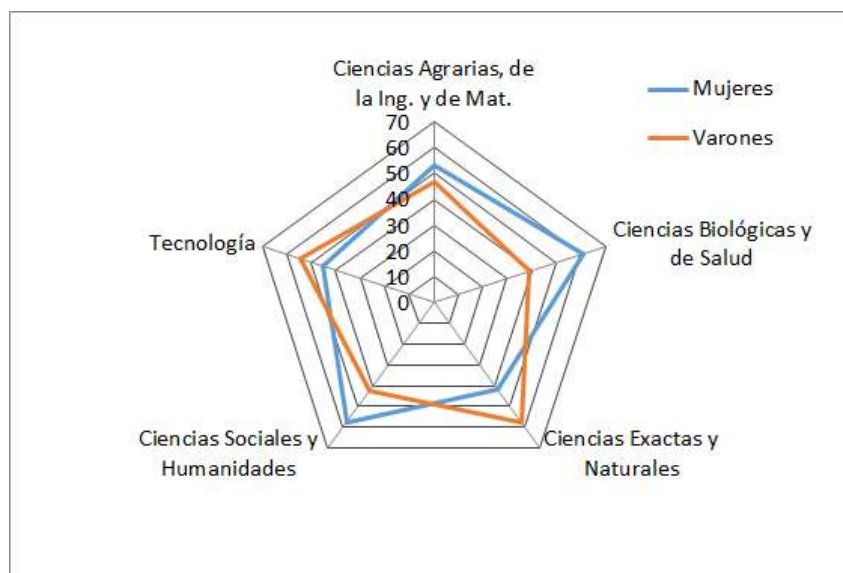 Ciencias Agrarias, de
la Ing. y de Mat.
Mujeres
Varones
70
60
50
40
30
20
10
0
Tecnología
Ciencias Biológicas y
de Salud
Ciencias Sociales y
Humanidades
Ciencias Exactas y
Naturales